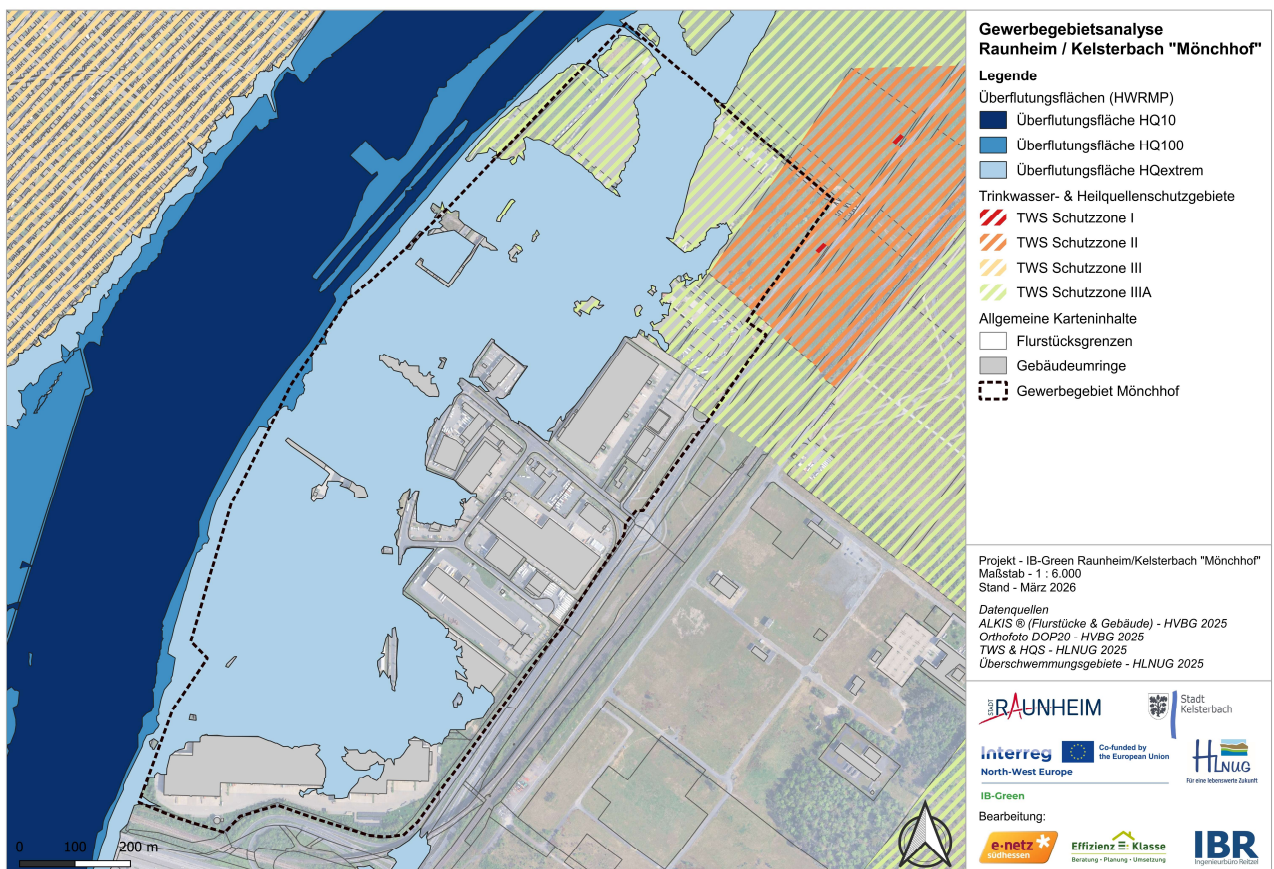 Gewerbegebietsanalyse
Raunheim / Kelsterbach "Mönchhof"
Legende
Überflutungsflächen (HWRMP)
Überflutungsfläche HQ10
Überflutungsfläche HQ100
Überflutungsfläche HQextrem
Trinkwasser- & Heilquellenschutzgebiete
TWS Schutzzone I
TWS Schutzzone II
TWS Schutzzone III
TWS Schutzzone IIIA
Allgemeine Karteninhalte
Flurstücksgrenzen
Gebäudeumringe
Gewerbegebiet Mönchhof
Projekt - IB-Green Raunheim/Kelsterbach "Mönchhof"
Maßstab - 1 : 6.000
Stand - März 2026
Datenquellen
ALKIS ® (Flurstücke & Gebäude) - HVBG 2025
Orthofoto DOP20 - HVBG 2025
TWS & HQS - HLNUG 2025
Überschwemmungsgebiete - HLNUG 2025
STADT RAUNHEIM
Stadt
Kelsterbach
Interreg
North-West Europe
Co-funded by
the European Union
HLNUG
Für eine lebenswerte Zukunft
IB-Green
Bearbeitung:
e·netz
südhessen
Effizienz Klasse
Beratung • Planung • Umsetzung
IBR
Ingenieurbüro Reitzel
0 100 200 m